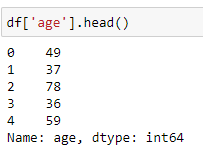 df['age'].head()
0    49
1    37
2    78
3    36
4    59
Name: age, dtype: int64